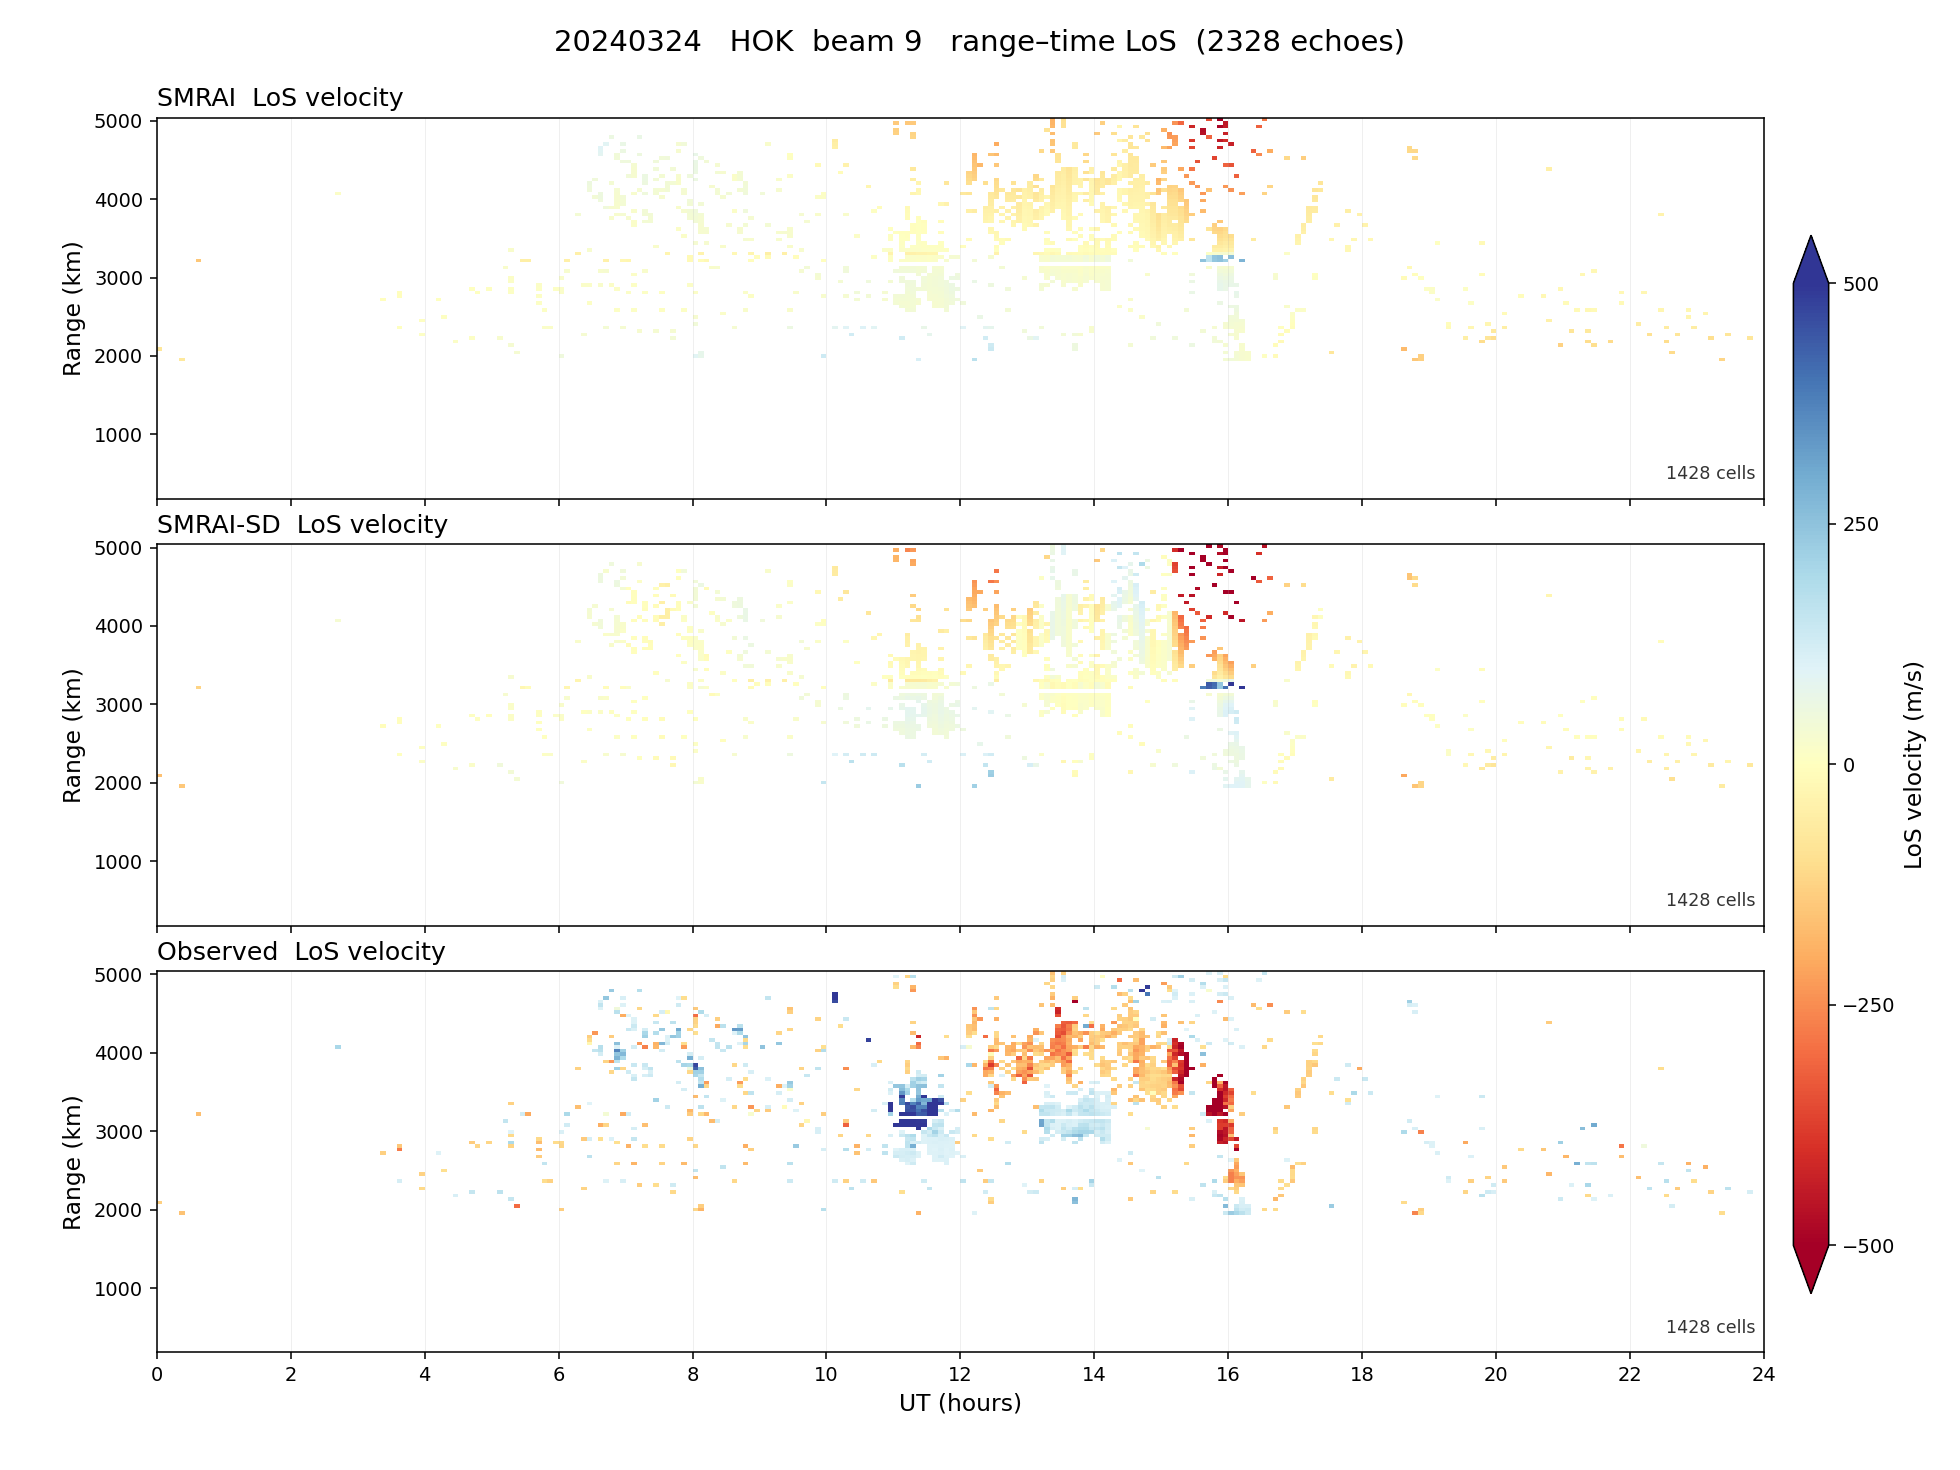 20240324   HOK  beam 9   range–time LoS  (2328 echoes)
SMRAI  LoS velocity
5000
4000
3000
2000
1000
Range (km)
1428 cells
SMRAI-SD  LoS velocity
5000
4000
3000
2000
1000
Range (km)
1428 cells
Observed  LoS velocity
5000
4000
3000
2000
1000
Range (km)
1428 cells
0 2 4 6 8 10 12 14 16 18 20 22 24
UT (hours)
500
250
0
−250
−500
LoS velocity (m/s)